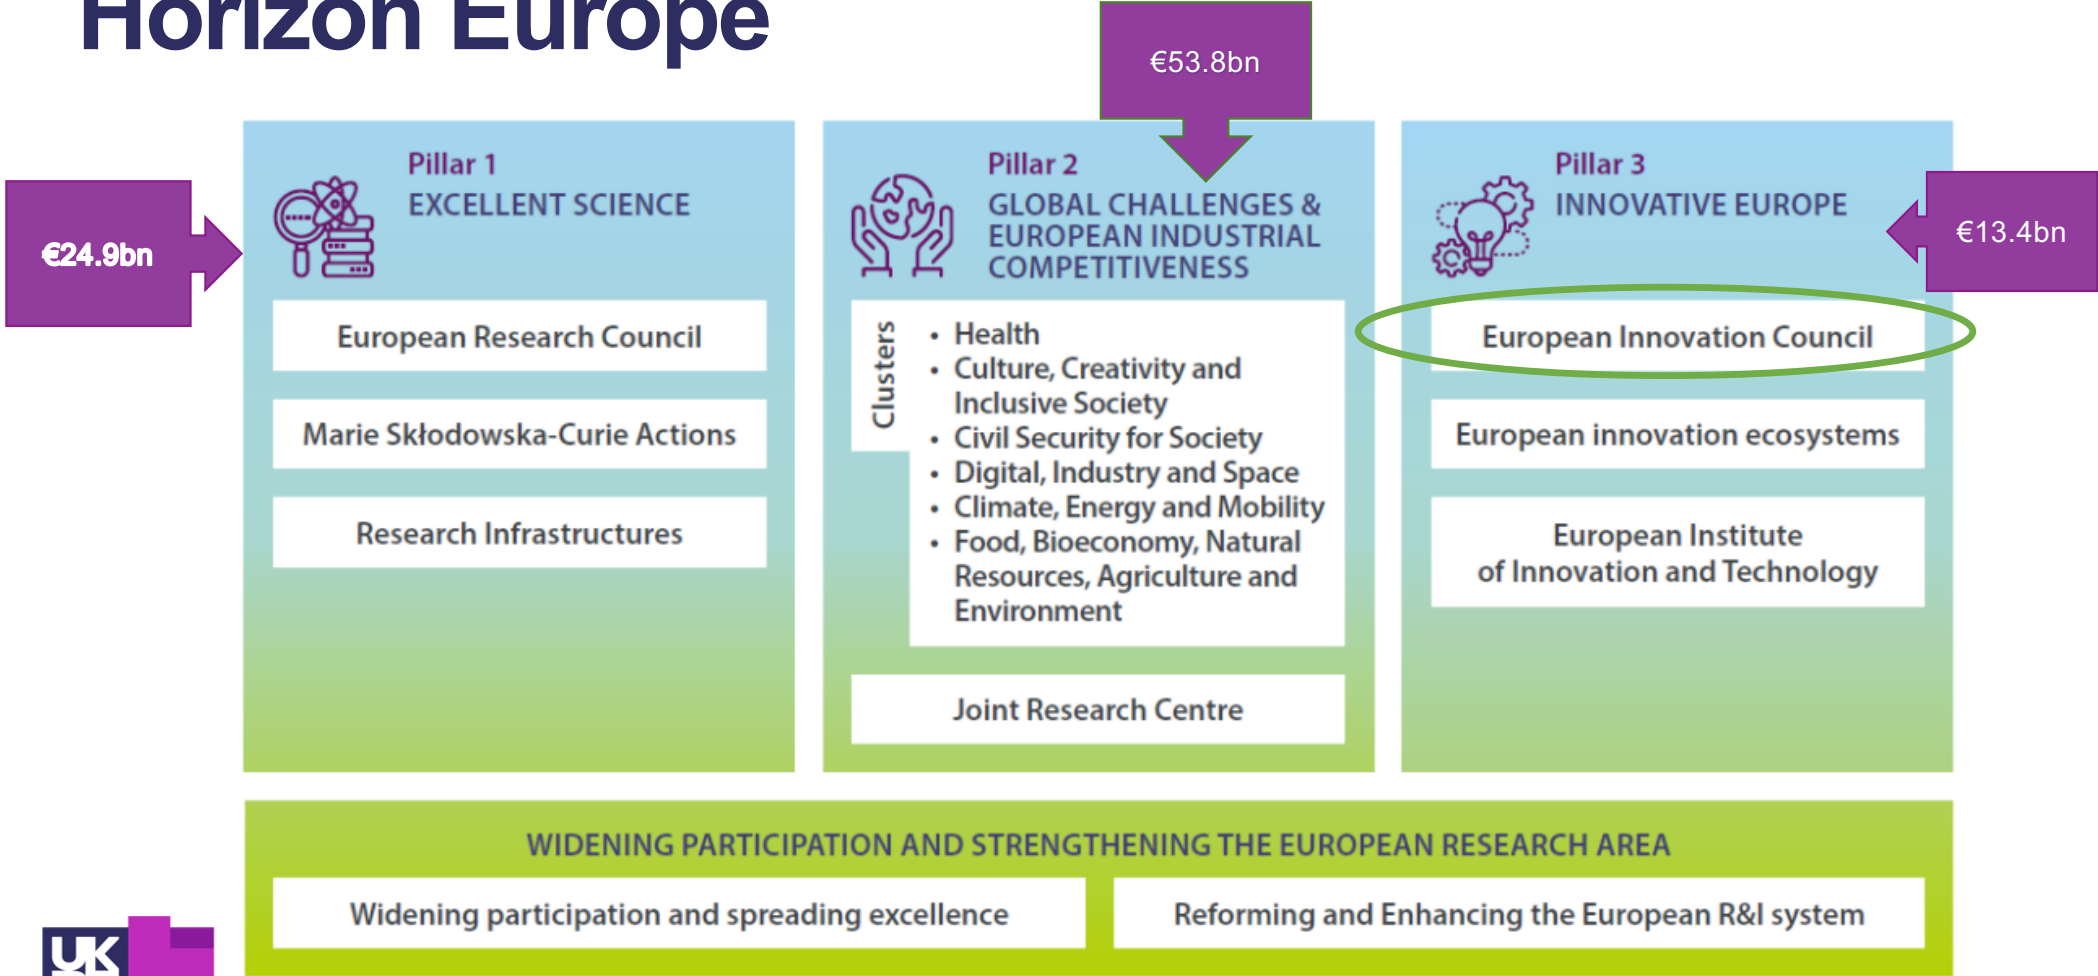 Horizon Europe
€53.8bn
€24.9bn
Pillar 1
EXCELLENT SCIENCE
European Research Council
Marie Skłodowska-Curie Actions
Research Infrastructures
Pillar 2
GLOBAL CHALLENGES &
EUROPEAN INDUSTRIAL
COMPETITIVENESS
Clusters
• Health
• Culture, Creativity and
Inclusive Society
• Civil Security for Society
• Digital, Industry and Space
• Climate, Energy and Mobility
• Food, Bioeconomy, Natural
Resources, Agriculture and
Environment
Joint Research Centre
Pillar 3
INNOVATIVE EUROPE
€13.4bn
European Innovation Council
European innovation ecosystems
European Institute
of Innovation and Technology
WIDENING PARTICIPATION AND STRENGTHENING THE EUROPEAN RESEARCH AREA
Widening participation and spreading excellence
Reforming and Enhancing the European R&I system
UK